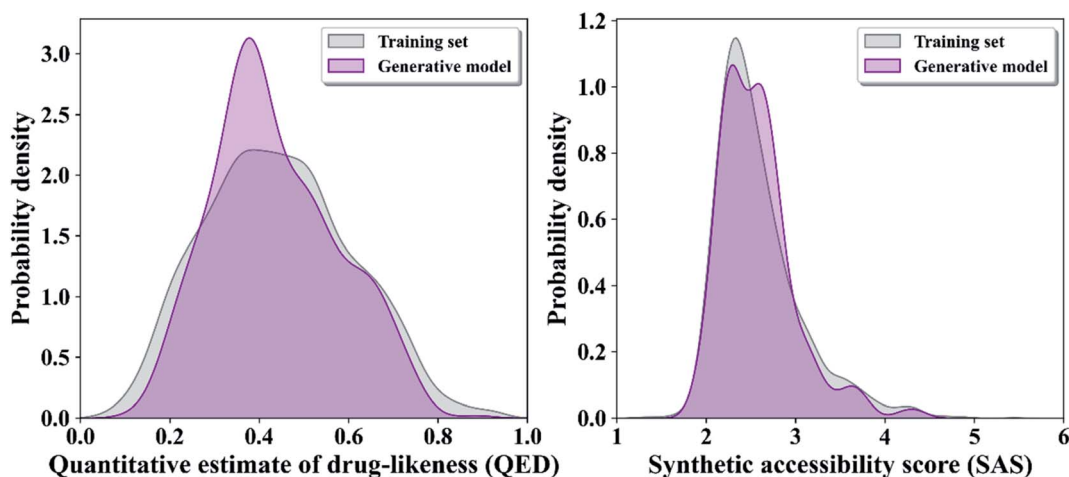 Probability density
3.0
2.5
2.0
1.5
1.0
0.5
0.0
Training set
Generative model
0.0 0.2 0.4 0.6 0.8 1.0
Quantitative estimate of drug-likeness (QED)
Probability density
1.2
1.0
0.8
0.6
0.4
0.2
0.0
Training set
Generative model
1 2 3 4 5 6
Synthetic accessibility score (SAS)